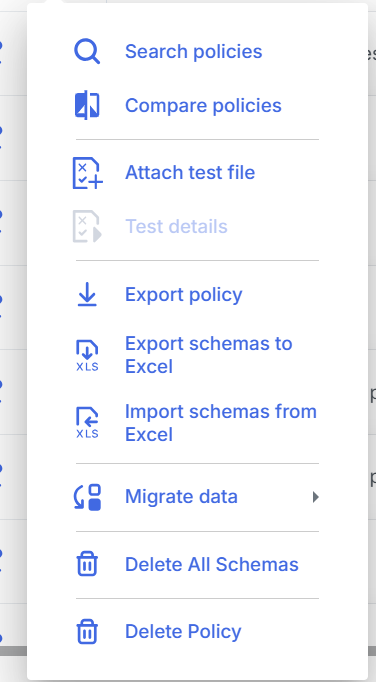 Search policies
Compare policies
Attach test file
Test details
Export policy
XLS
Export schemas to
Excel
XLS
Import schemas from
Excel
Migrate data
Delete All Schemas
Delete Policy